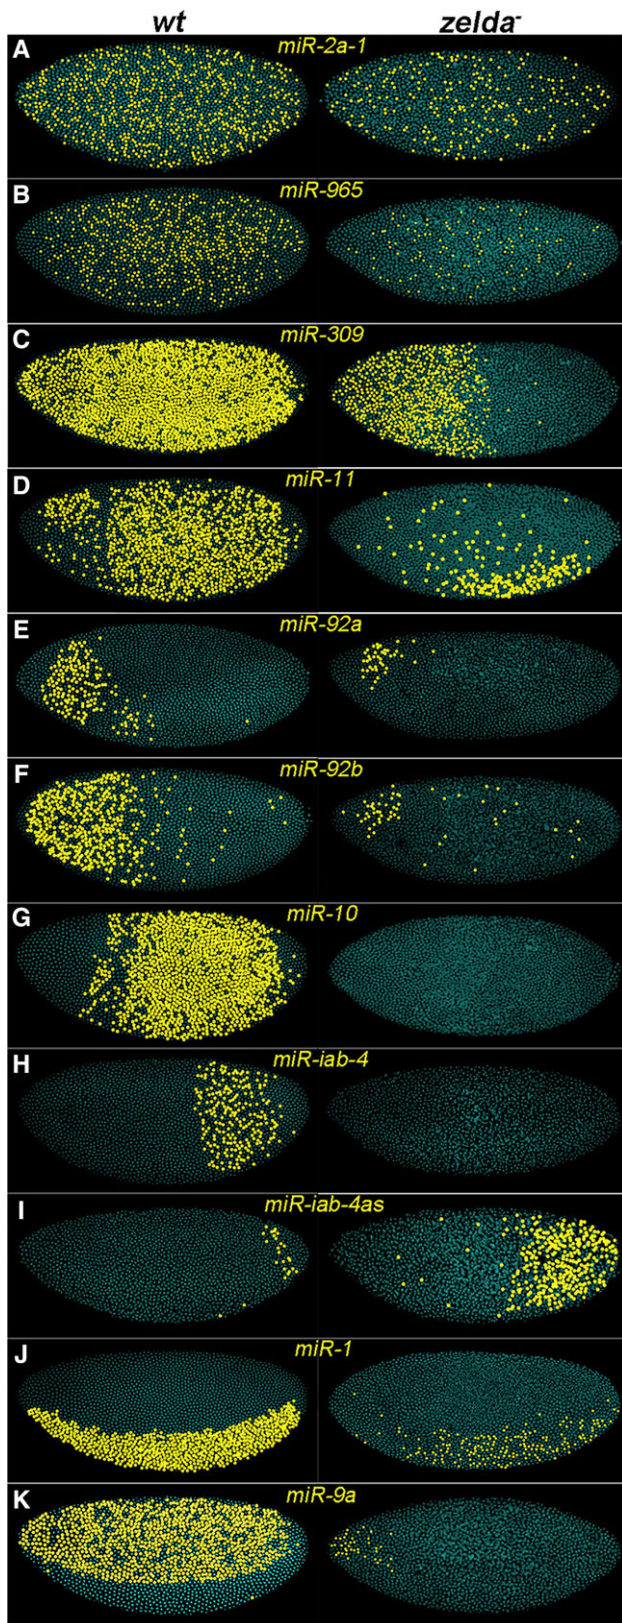 wt zelda-
A miR-2a-1
B miR-965
C miR-309
D miR-11
E miR-92a
F miR-92b
G miR-10
H miR-iab-4
I miR-iab-4as
J miR-1
K miR-9a